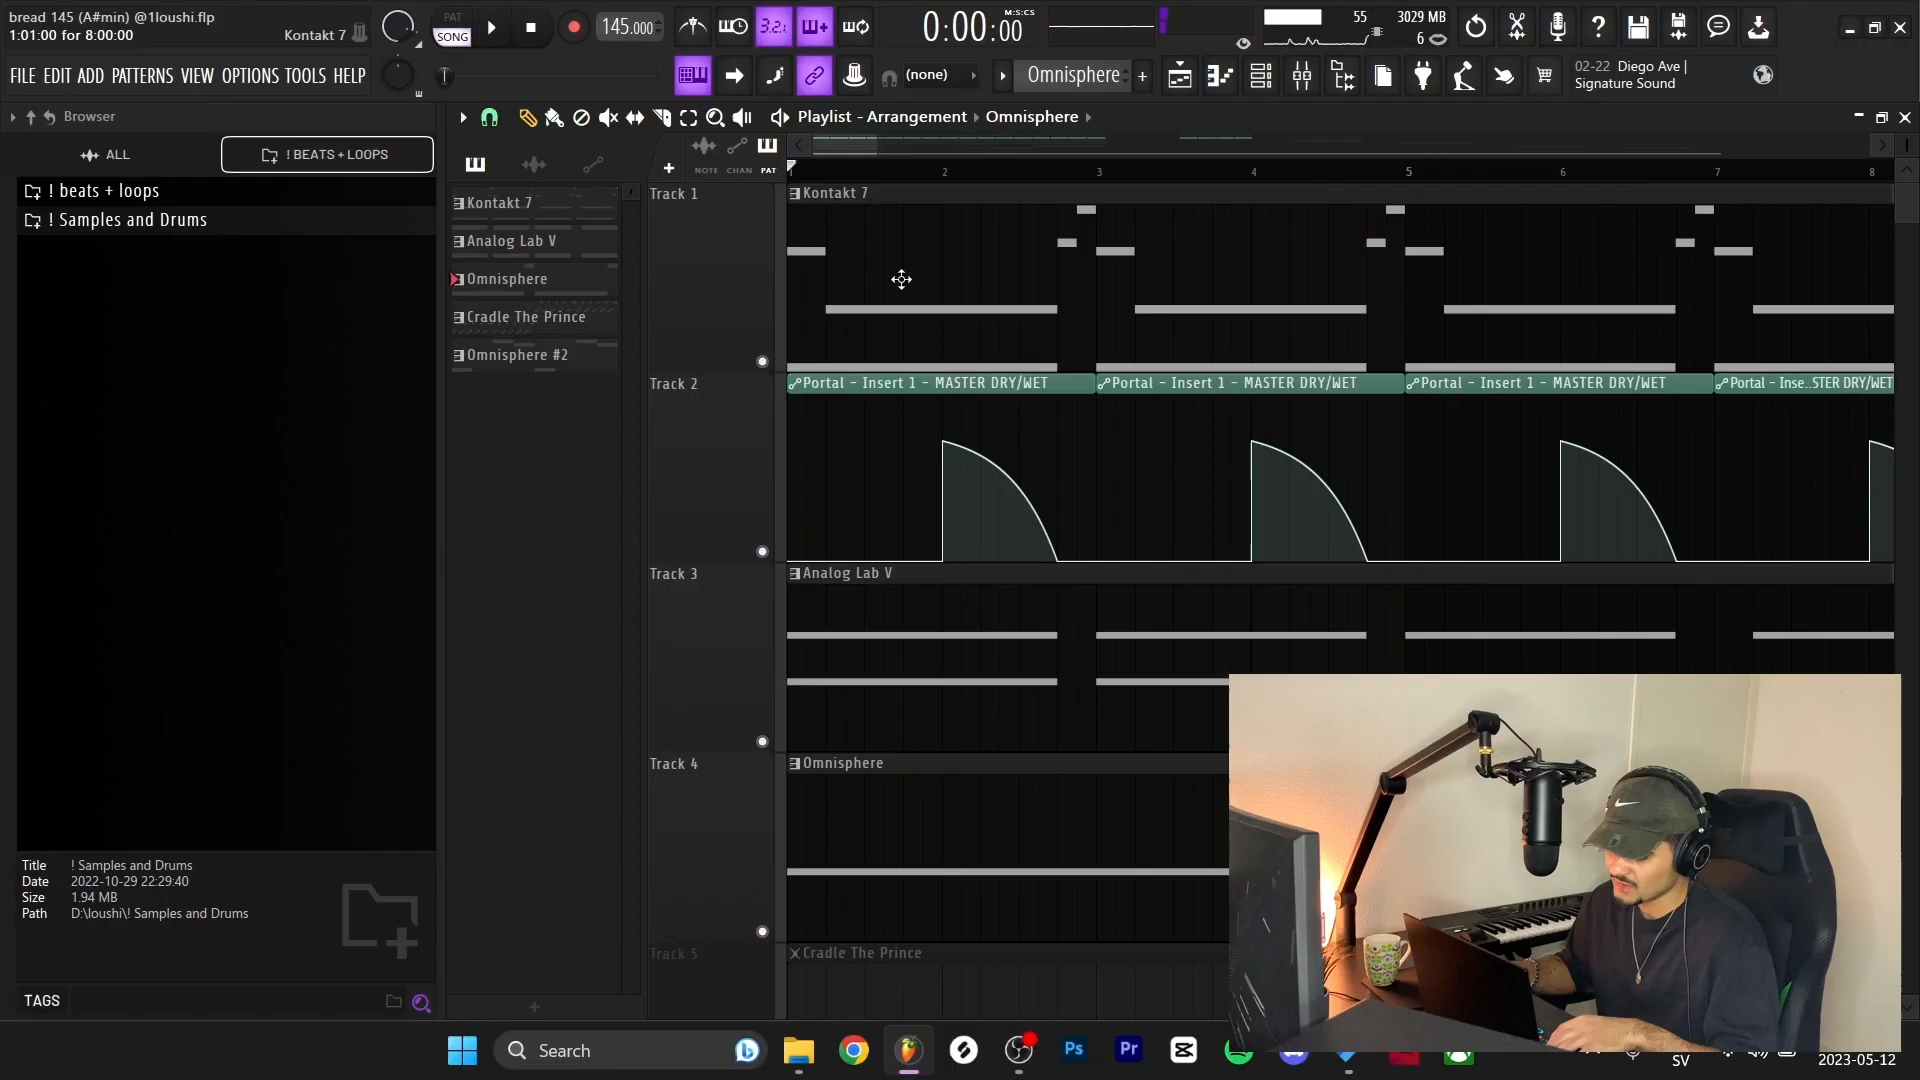 bread 145 (A#min) @1loushi.flp
1:01:00 for 8:00:00
Kontakt 7
PAT
SONG
145.000
3.2.
0:00:00
M:S:CS
55
3029 MB
6
FILE EDIT ADD PATTERNS VIEW OPTIONS TOOLS HELP
(none)
Omnisphere
02-22 Diego Ave |
Signature Sound
Browser
ALL
! BEATS + LOOPS
! beats + loops
! Samples and Drums
Playlist - Arrangement
Omnisphere
NOTE CHAN PAT
2 3 4 5 6 7 8
Kontakt 7
Analog Lab V
Omnisphere
Cradle The Prince
Omnisphere #2
Track 1
Kontakt 7
Track 2
Portal - Insert 1 - MASTER DRY/WET
Portal - Insert 1 - MASTER DRY/WET
Portal - Insert 1 - MASTER DRY/WET
Portal - Inse..STER DRY/WET
Track 3
Analog Lab V
Track 4
Omnisphere
Track 5
Cradle The Prince
Title ! Samples and Drums
Date 2022-10-29 22:29:40
Size 1.94 MB
Path D:\loushi\! Samples and Drums
TAGS
Search
Ps
Pr
SV
2023-05-12